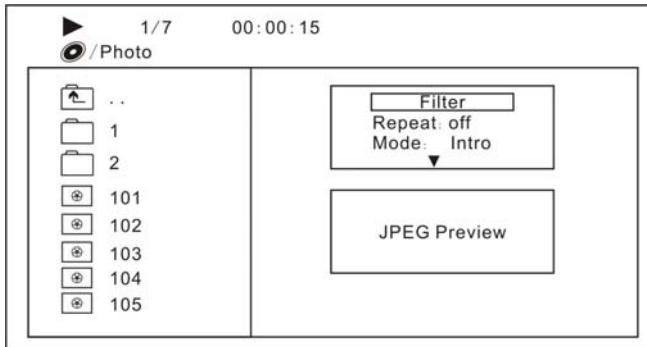 1/7 00:00:15
/Photo
..
1
2
101
102
103
104
105
Filter
Repeat: off
Mode: Intro
JPEG Preview